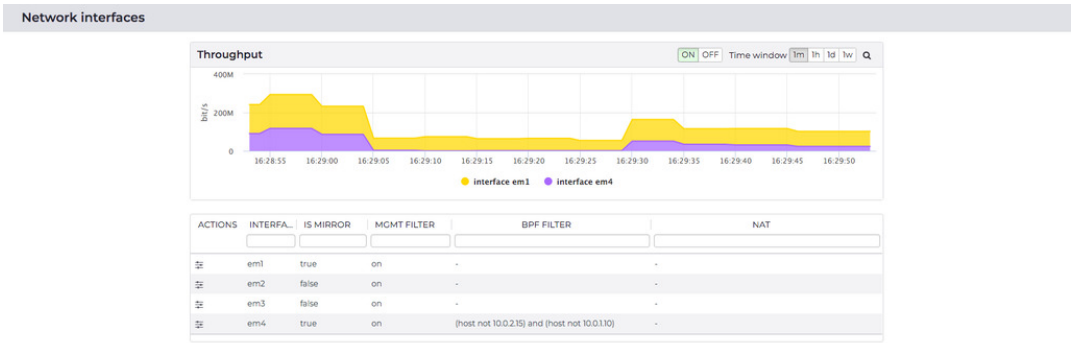 Network interfaces
Throughput ON OFF Time window 1m 1h 1d 1w
400M
bit/s
200M
0
16:28:55 16:29:00 16:29:05 16:29:10 16:29:15 16:29:20 16:29:25 16:29:30 16:29:35 16:29:40 16:29:45 16:29:50
interface em1 interface em4
ACTIONS INTERFA... IS MIRROR MGMT FILTER BPF FILTER NAT
em1 true on - -
em2 false on - -
em3 false on - -
em4 true on (host not 10.0.2.15) and (host not 10.0.1.10) -